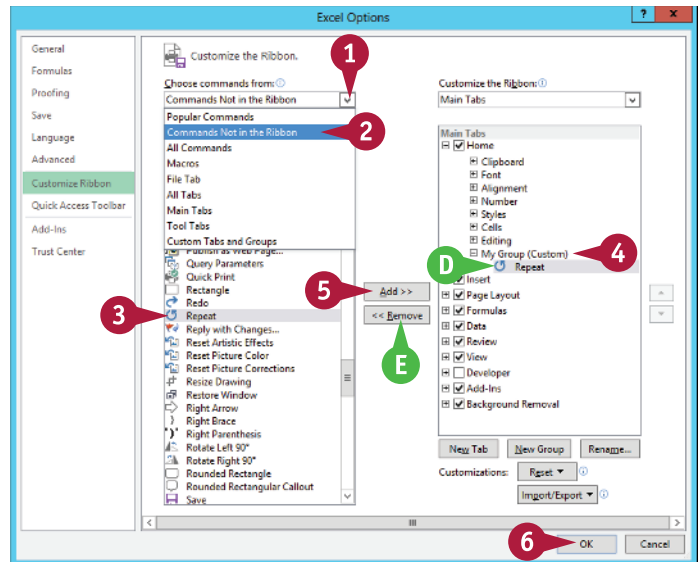 Excel Options
?
x
General
Formulas
Proofing
Save
Language
Advanced
Customize Ribbon
Quick Access Toolbar
Add-Ins
Trust Center
Customize the Ribbon.
1
Choose commands from:
Commands Not in the Ribbon
Popular Commands
Commands Not in the Ribbon
2
All Commands
Macros
File Tab
All Tabs
Main Tabs
Tool Tabs
Custom Tabs and Groups
Publish as Web Page...
Query Parameters
Quick Print
Rectangle
Redo
3
Repeat
Reply with Changes...
Reset Artistic Effects
Reset Picture Color
Reset Picture Corrections
Resize Drawing
Restore Window
Right Arrow
Right Brace
Right Parenthesis
Rotate Left 90°
Rotate Right 90°
Rounded Rectangle
Rounded Rectangular Callout
Save
5
Add >>
<< Remove
E
Customize the Ribbon:
Main Tabs
Main Tabs
Home
Clipboard
Font
Alignment
Number
Styles
Cells
Editing
My Group (Custom)
4
D
Repeat
Insert
Page Layout
Formulas
Data
Review
View
Developer
Add-Ins
Background Removal
New Tab
New Group
Rename...
Customizations:
Reset
Import/Export
6
OK
Cancel